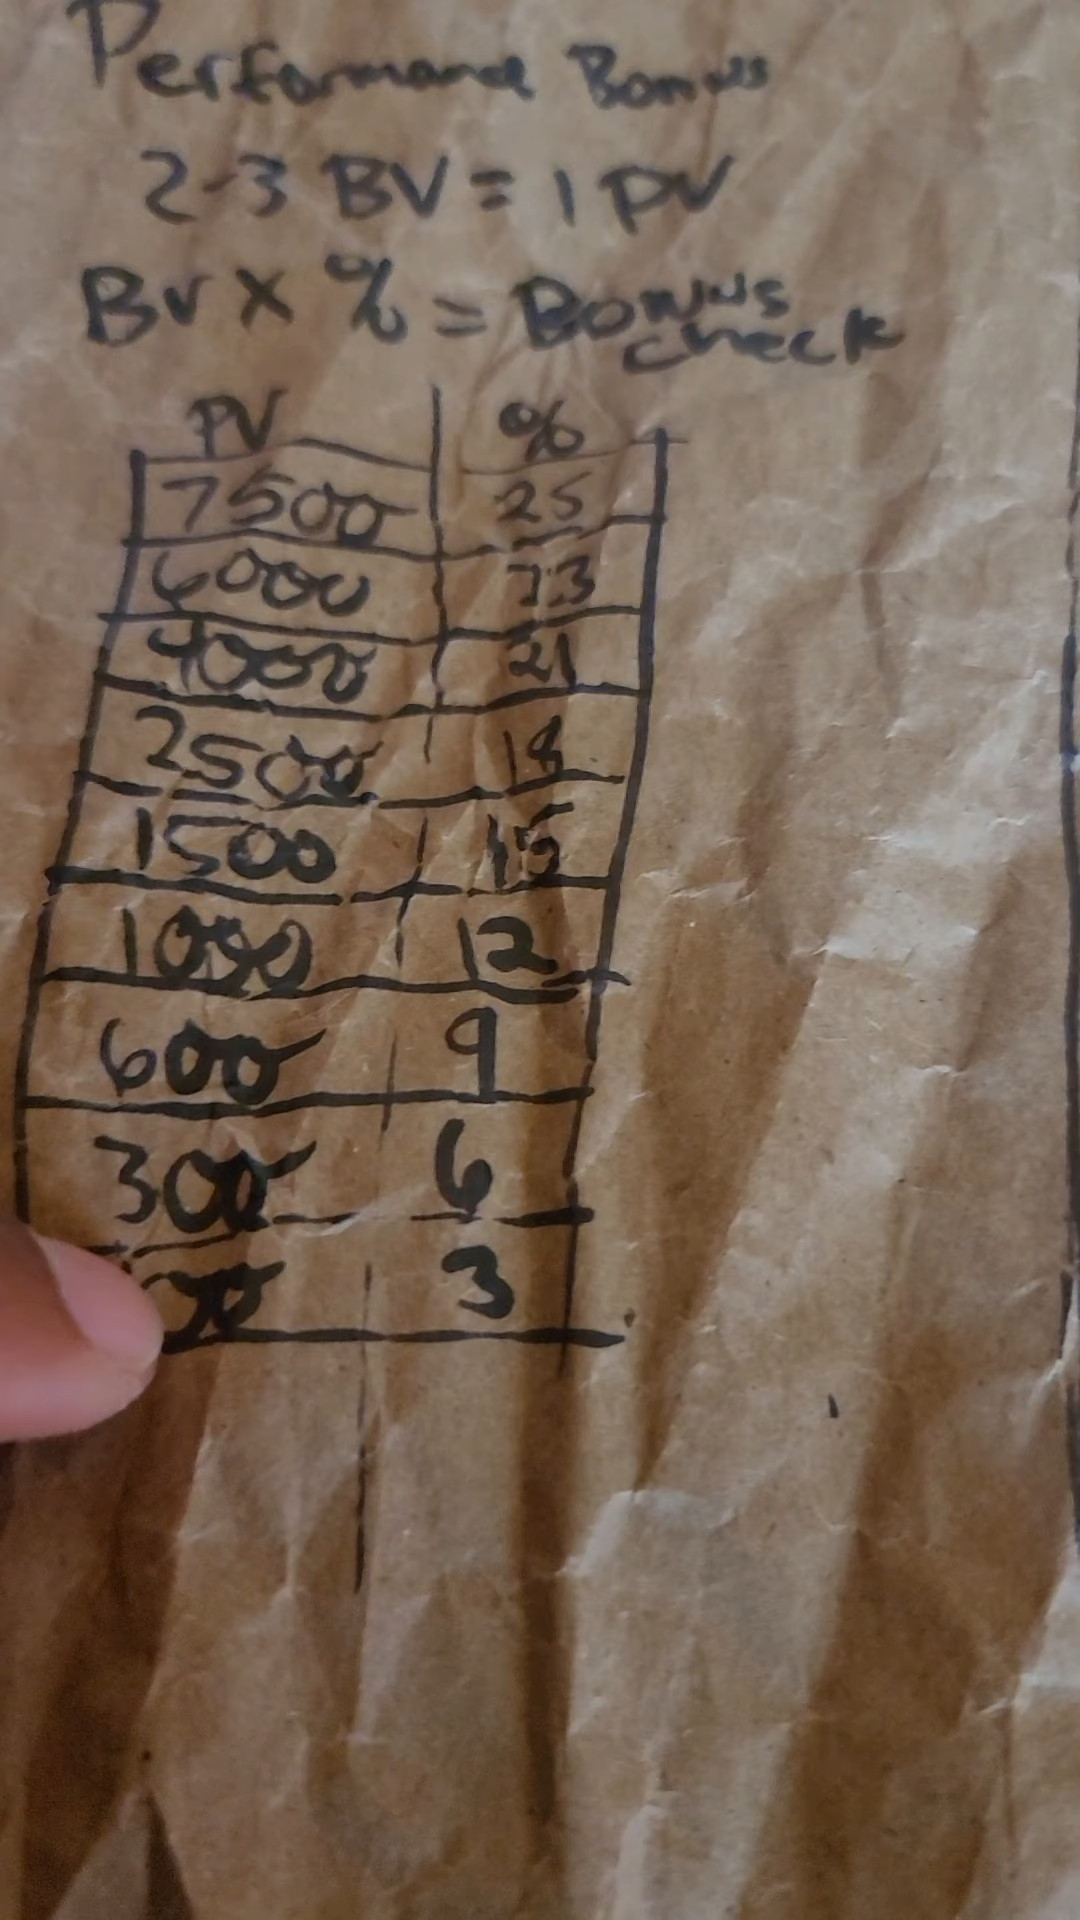 Performance Bonus
2-3 BV = 1 PV
BV X % = Bonus
check
PV %
7500 25
6000 23
4000 21
2500 18
1500 15
1000 12
600 9
300 6
3